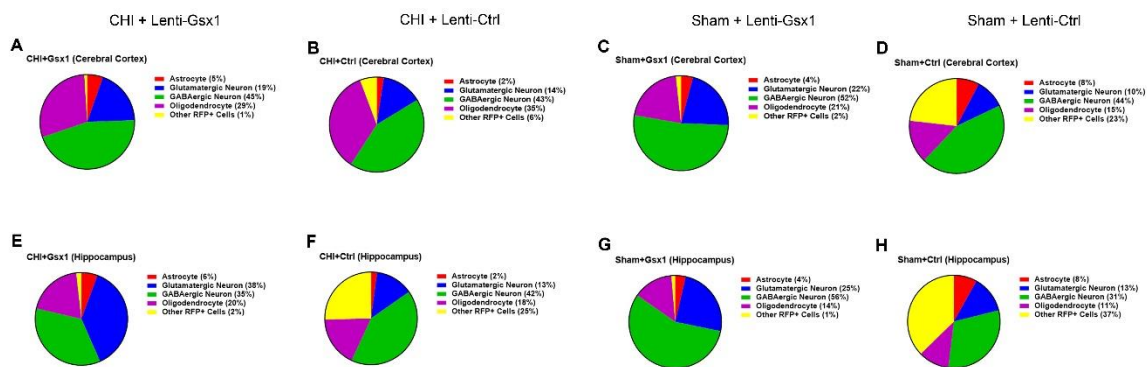 CHI + Lenti-Gsx1
CHI + Lenti-Ctrl
Sham + Lenti-Gsx1
Sham + Lenti-Ctrl
A
CHI+Gsx1 (Cerebral Cortex)
Astrocyte (5%)
Glutamatergic Neuron (19%)
GABAergic Neuron (45%)
Oligodendrocyte (29%)
Other RFP+ Cells (1%)
B
CHI+Ctrl (Cerebral Cortex)
Astrocyte (2%)
Glutamatergic Neuron (14%)
GABAergic Neuron (43%)
Oligodendrocyte (35%)
Other RFP+ Cells (6%)
C
Sham+Gsx1 (Cerebral Cortex)
Astrocyte (4%)
Glutamatergic Neuron (22%)
GABAergic Neuron (52%)
Oligodendrocyte (21%)
Other RFP+ Cells (2%)
D
Sham+Ctrl (Cerebral Cortex)
Astrocyte (8%)
Glutamatergic Neuron (10%)
GABAergic Neuron (44%)
Oligodendrocyte (15%)
Other RFP+ Cells (23%)
E
CHI+Gsx1 (Hippocampus)
Astrocyte (6%)
Glutamatergic Neuron (38%)
GABAergic Neuron (35%)
Oligodendrocyte (20%)
Other RFP+ Cells (2%)
F
CHI+Ctrl (Hippocampus)
Astrocyte (2%)
Glutamatergic Neuron (13%)
GABAergic Neuron (42%)
Oligodendrocyte (18%)
Other RFP+ Cells (25%)
G
Sham+Gsx1 (Hippocampus)
Astrocyte (4%)
Glutamatergic Neuron (25%)
GABAergic Neuron (56%)
Oligodendrocyte (14%)
Other RFP+ Cells (1%)
H
Sham+Ctrl (Hippocampus)
Astrocyte (8%)
Glutamatergic Neuron (13%)
GABAergic Neuron (31%)
Oligodendrocyte (11%)
Other RFP+ Cells (37%)